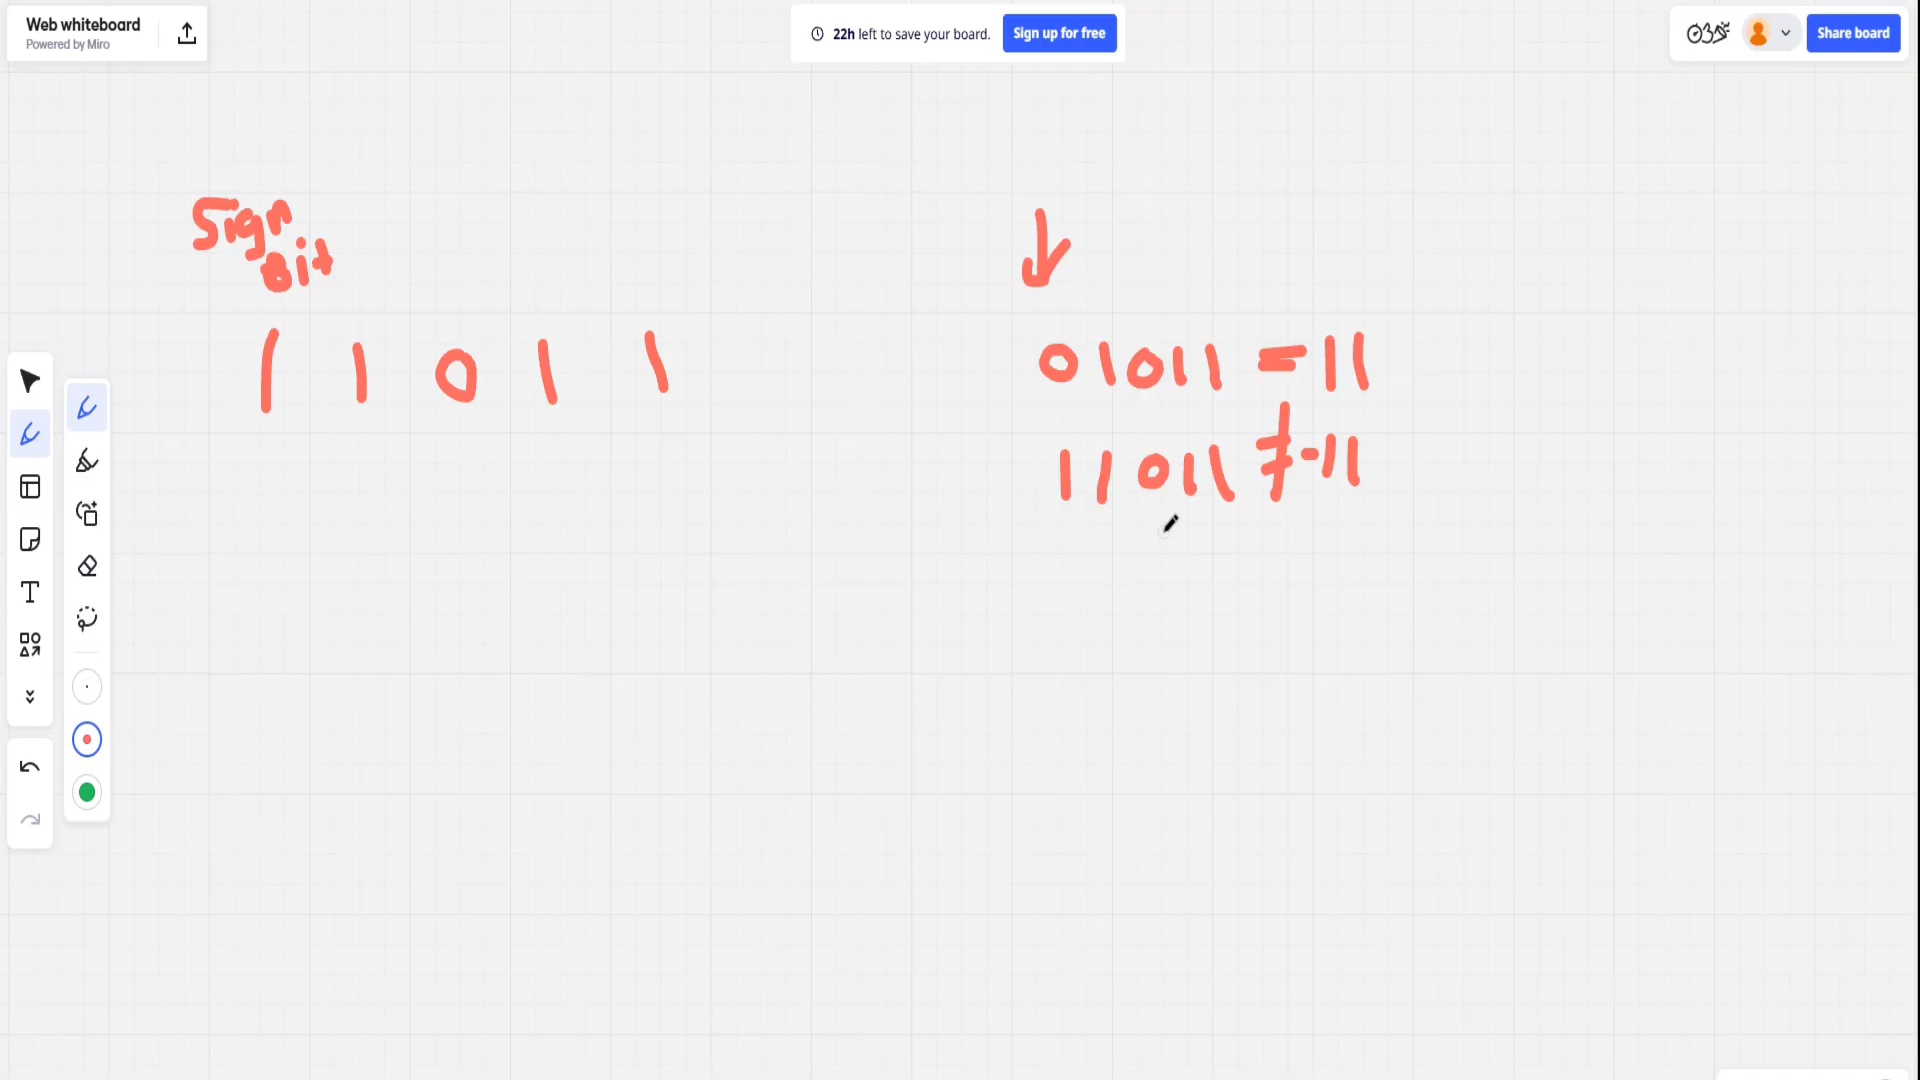 Web whiteboard
Powered by Miro
22h left to save your board.
Sign up for free
Share board
Sign
Bit
1 1 0 1 1
01011 = 11
11011 ≠ -11